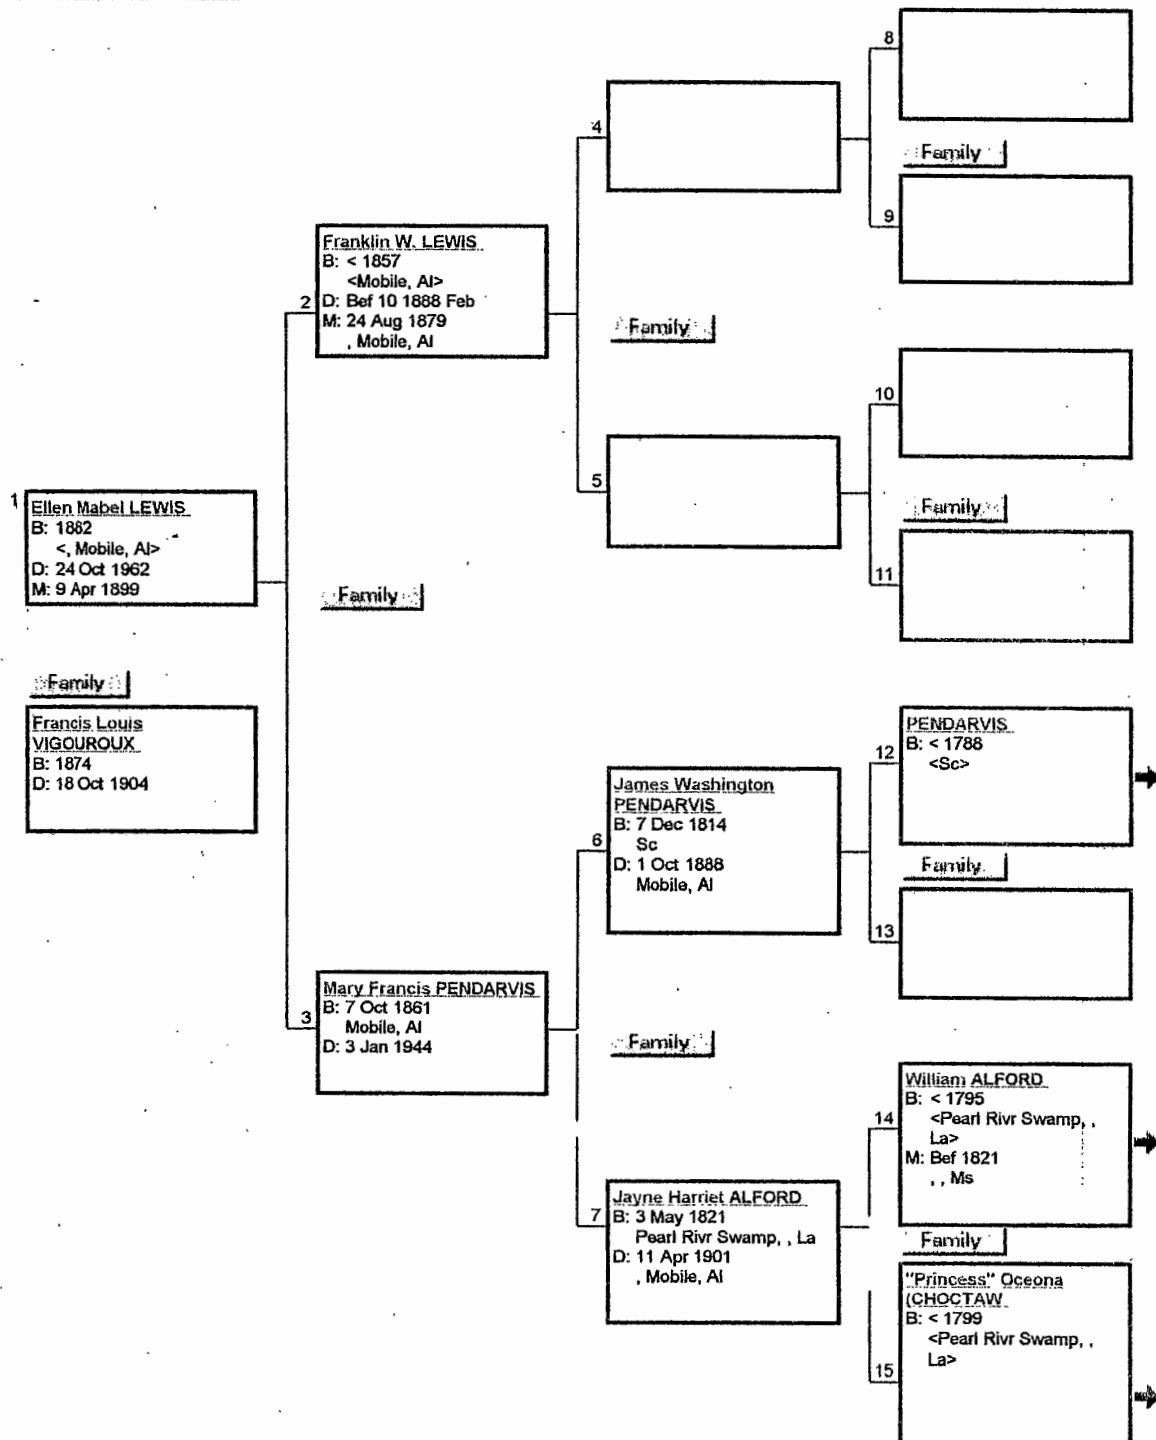 1
Ellen Mabel LEWIS
B: 1882
<, Mobile, Al>
D: 24 Oct 1962
M: 9 Apr 1899
Family
Francis Louis
VIGOUROUX
B: 1874
D: 18 Oct 1904
2
Franklin W. LEWIS
B: < 1857
<Mobile, Al>
D: Bef 10 1888 Feb
M: 24 Aug 1879
, Mobile, Al
Family
3
Mary Francis PENDARVIS
B: 7 Oct 1861
Mobile, Al
D: 3 Jan 1944
4
Family
5
6
James Washington
PENDARVIS
B: 7 Dec 1814
Sc
D: 1 Oct 1888
Mobile, Al
Family
7
Jayne Harriet ALFORD
B: 3 May 1821
Pearl Rivr Swamp, , La
D: 11 Apr 1901
, Mobile, Al
8
Family
9
10
Family
11
12
PENDARVIS
B: < 1788
<Sc>
Family
13
14
William ALFORD
B: < 1795
<Pearl Rivr Swamp, ,
La>
M: Bef 1821
, , Ms
Family
15
"Princess" Oceona
(CHOCTAW
B: < 1799
<Pearl Rivr Swamp, ,
La>